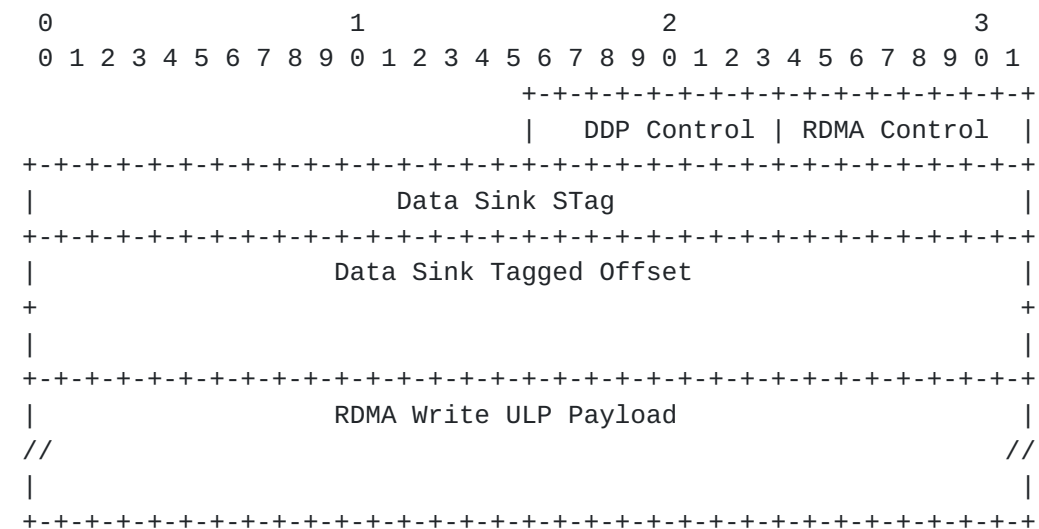 0                   1                   2                   3
 0 1 2 3 4 5 6 7 8 9 0 1 2 3 4 5 6 7 8 9 0 1 2 3 4 5 6 7 8 9 0 1
                                +-+-+-+-+-+-+-+-+-+-+-+-+-+-+-+-+
                                |   DDP Control | RDMA Control  |
+-+-+-+-+-+-+-+-+-+-+-+-+-+-+-+-+-+-+-+-+-+-+-+-+-+-+-+-+-+-+-+-+
|                       Data Sink STag                          |
+-+-+-+-+-+-+-+-+-+-+-+-+-+-+-+-+-+-+-+-+-+-+-+-+-+-+-+-+-+-+-+-+
|                   Data Sink Tagged Offset                     |
+                                                               +
|                                                               |
+-+-+-+-+-+-+-+-+-+-+-+-+-+-+-+-+-+-+-+-+-+-+-+-+-+-+-+-+-+-+-+-+
|                   RDMA Write ULP Payload                      |
//                                                             //
|                                                               |
+-+-+-+-+-+-+-+-+-+-+-+-+-+-+-+-+-+-+-+-+-+-+-+-+-+-+-+-+-+-+-+-+